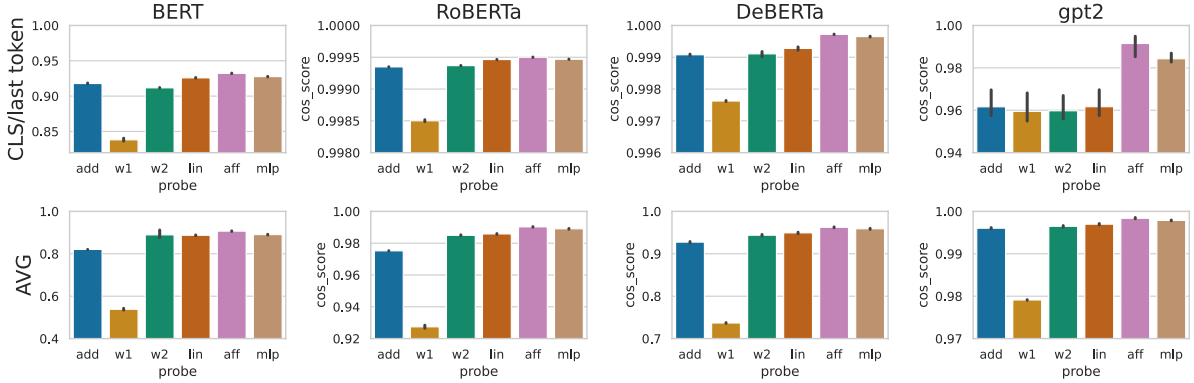 BERT
RoBERTa
DeBERTa
gpt2
CLS/last token
1.00
0.95
0.90
0.85
add w1 w2 lin aff mlp
probe
cos_score
1.0000
0.9995
0.9990
0.9985
0.9980
add w1 w2 lin aff mlp
probe
cos_score
1.000
0.999
0.998
0.997
0.996
add w1 w2 lin aff mlp
probe
cos_score
1.00
0.98
0.96
0.94
add w1 w2 lin aff mlp
probe
AVG
1.0
0.8
0.6
0.4
add w1 w2 lin aff mlp
probe
cos_score
1.00
0.98
0.96
0.94
0.92
add w1 w2 lin aff mlp
probe
cos_score
1.0
0.9
0.8
0.7
add w1 w2 lin aff mlp
probe
cos_score
1.00
0.99
0.98
0.97
add w1 w2 lin aff mlp
probe